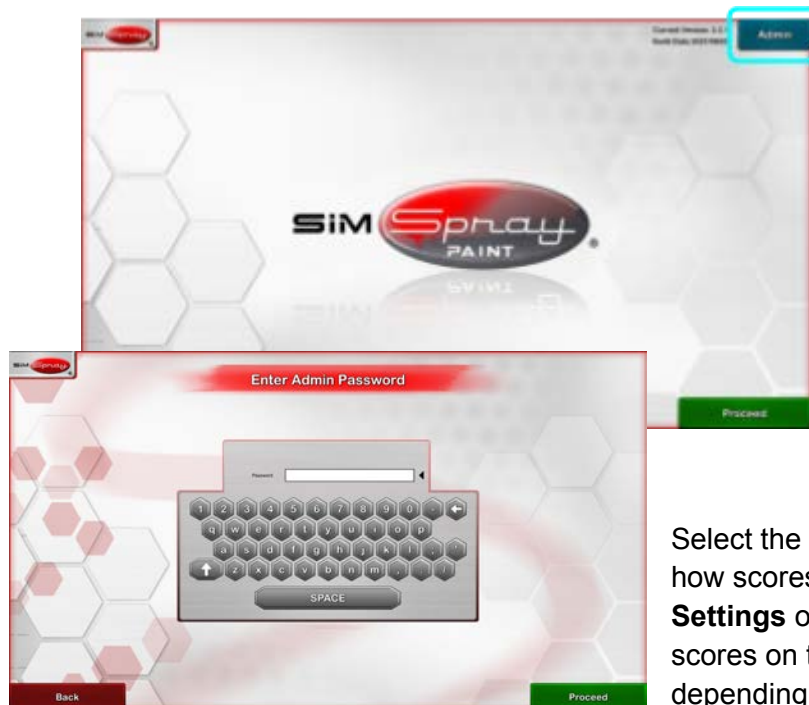 Admin
SiM Spray
PAINT
Proceed
Enter Admin Password
Password
1 2 3 4 5 6 7 8 9 0
q w e r t y u i o p
a s d f g h j k l
z x c v b n m
SPACE
Back
Proceed
Select the
how scores
Settings o
scores on
depending